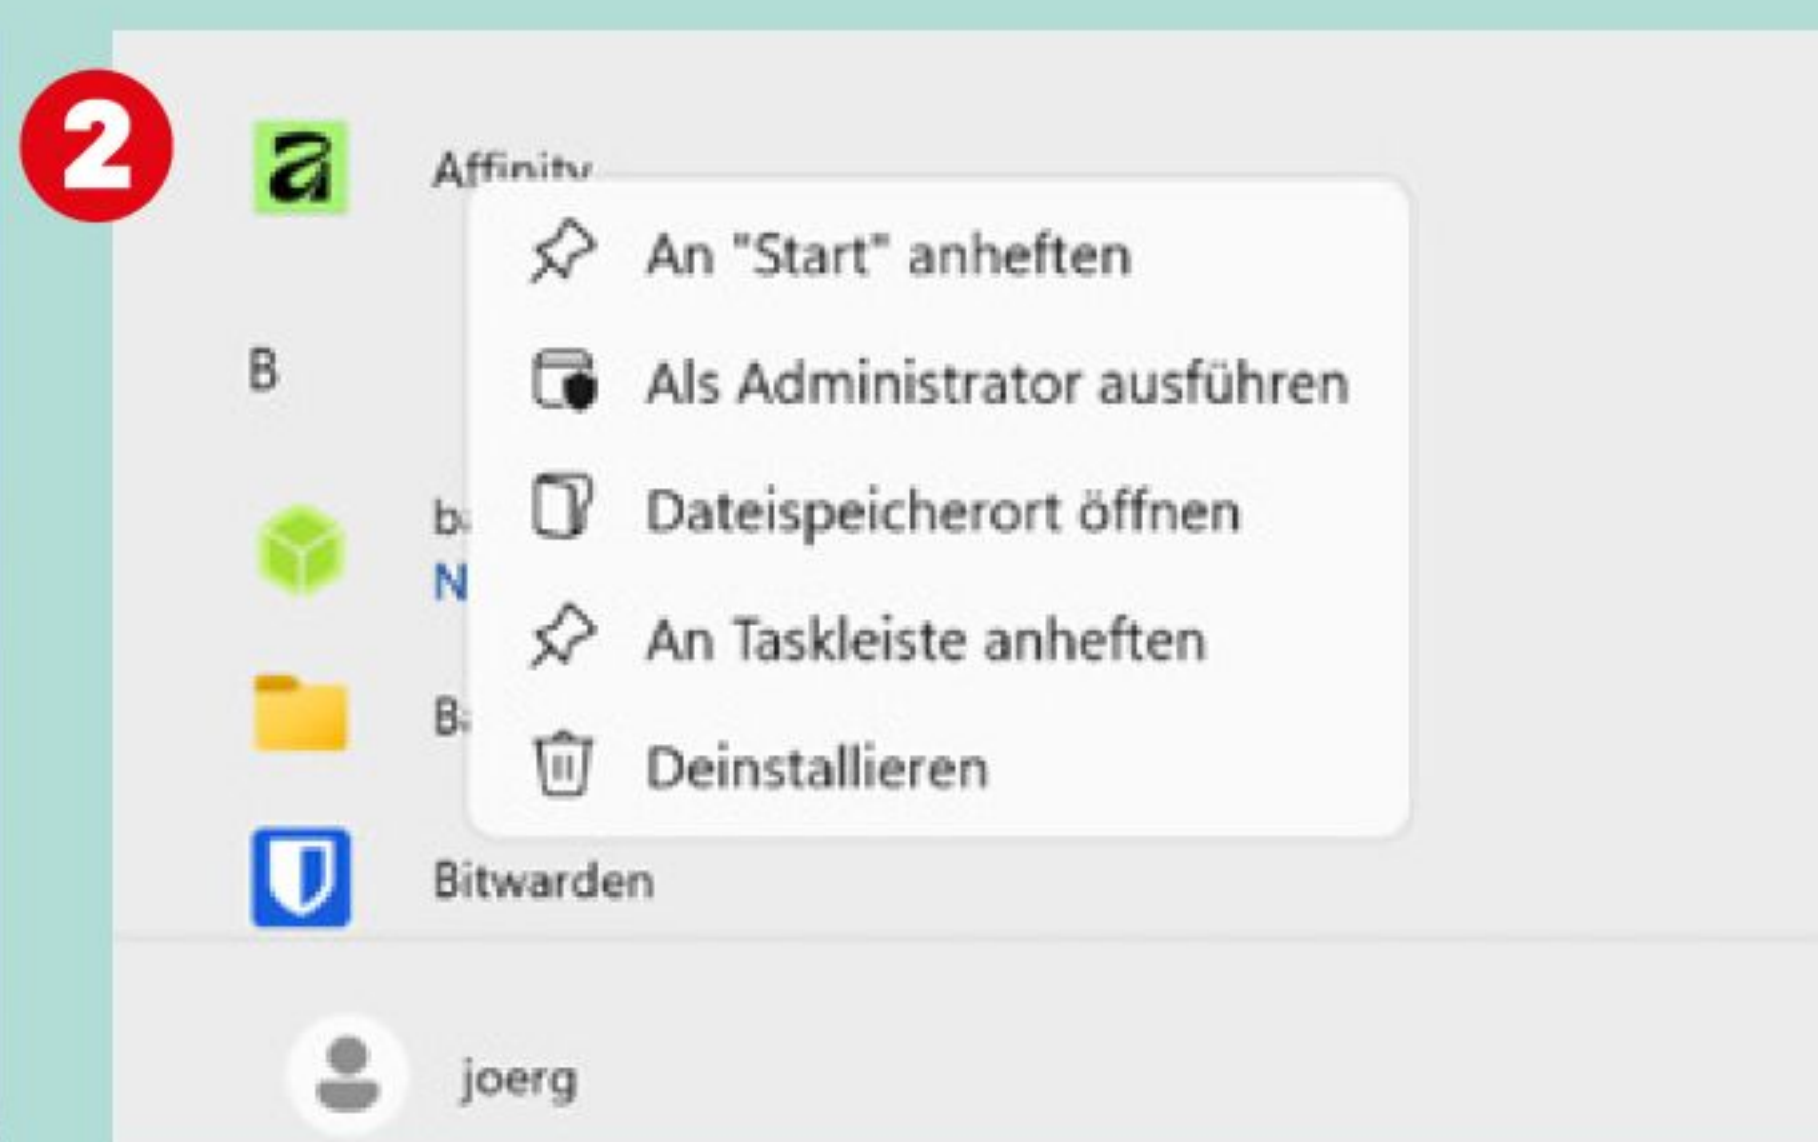 2
a
Affinity
An "Start" anheften
Als Administrator ausführen
B
Dateispeicherort öffnen
An Taskleiste anheften
Deinstallieren
Bitwarden
joerg